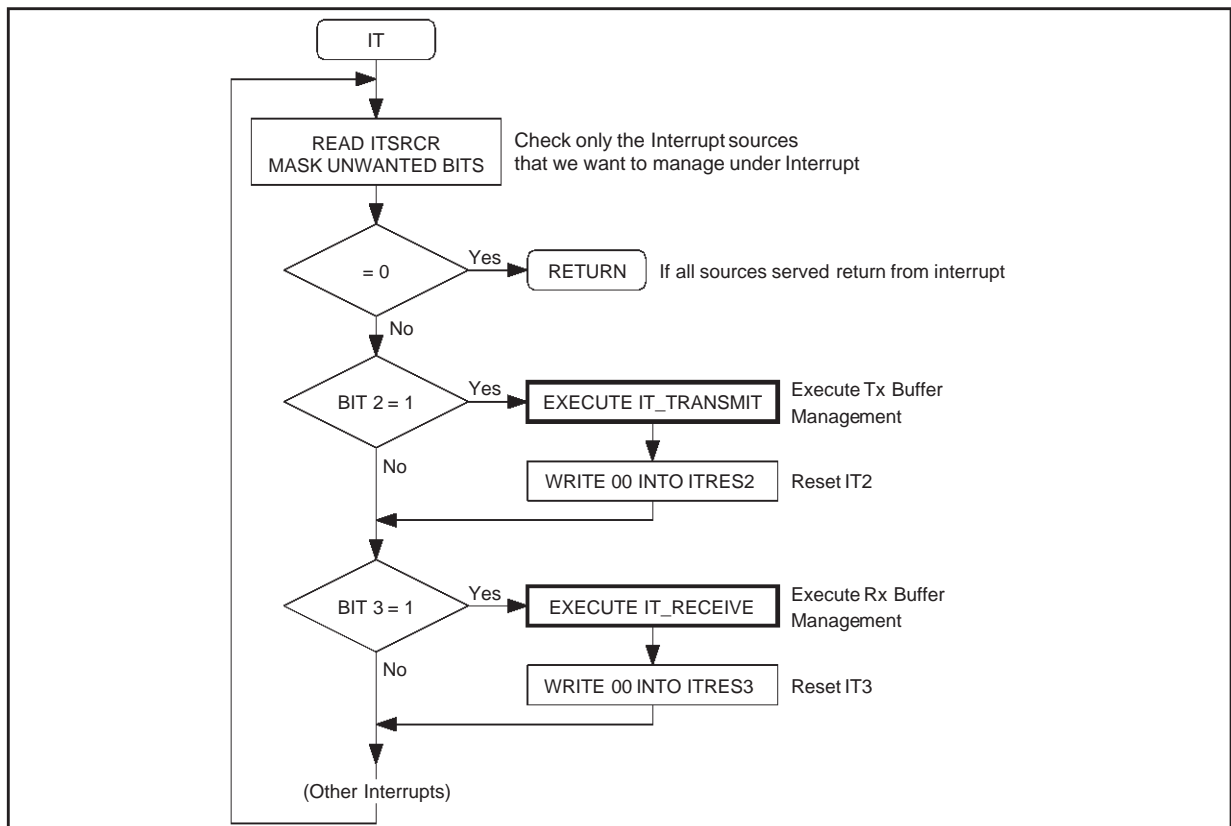 IT
READ ITSRCR
MASK UNWANTED BITS
Check only the Interrupt sources
that we want to manage under Interrupt
= 0
Yes
RETURN
If all sources served return from interrupt
No
BIT 2 = 1
Yes
EXECUTE IT_TRANSMIT
Execute Tx Buffer
Management
No
WRITE 00 INTO ITRES2
Reset IT2
BIT 3 = 1
Yes
EXECUTE IT_RECEIVE
Execute Rx Buffer
Management
No
WRITE 00 INTO ITRES3
Reset IT3
(Other Interrupts)